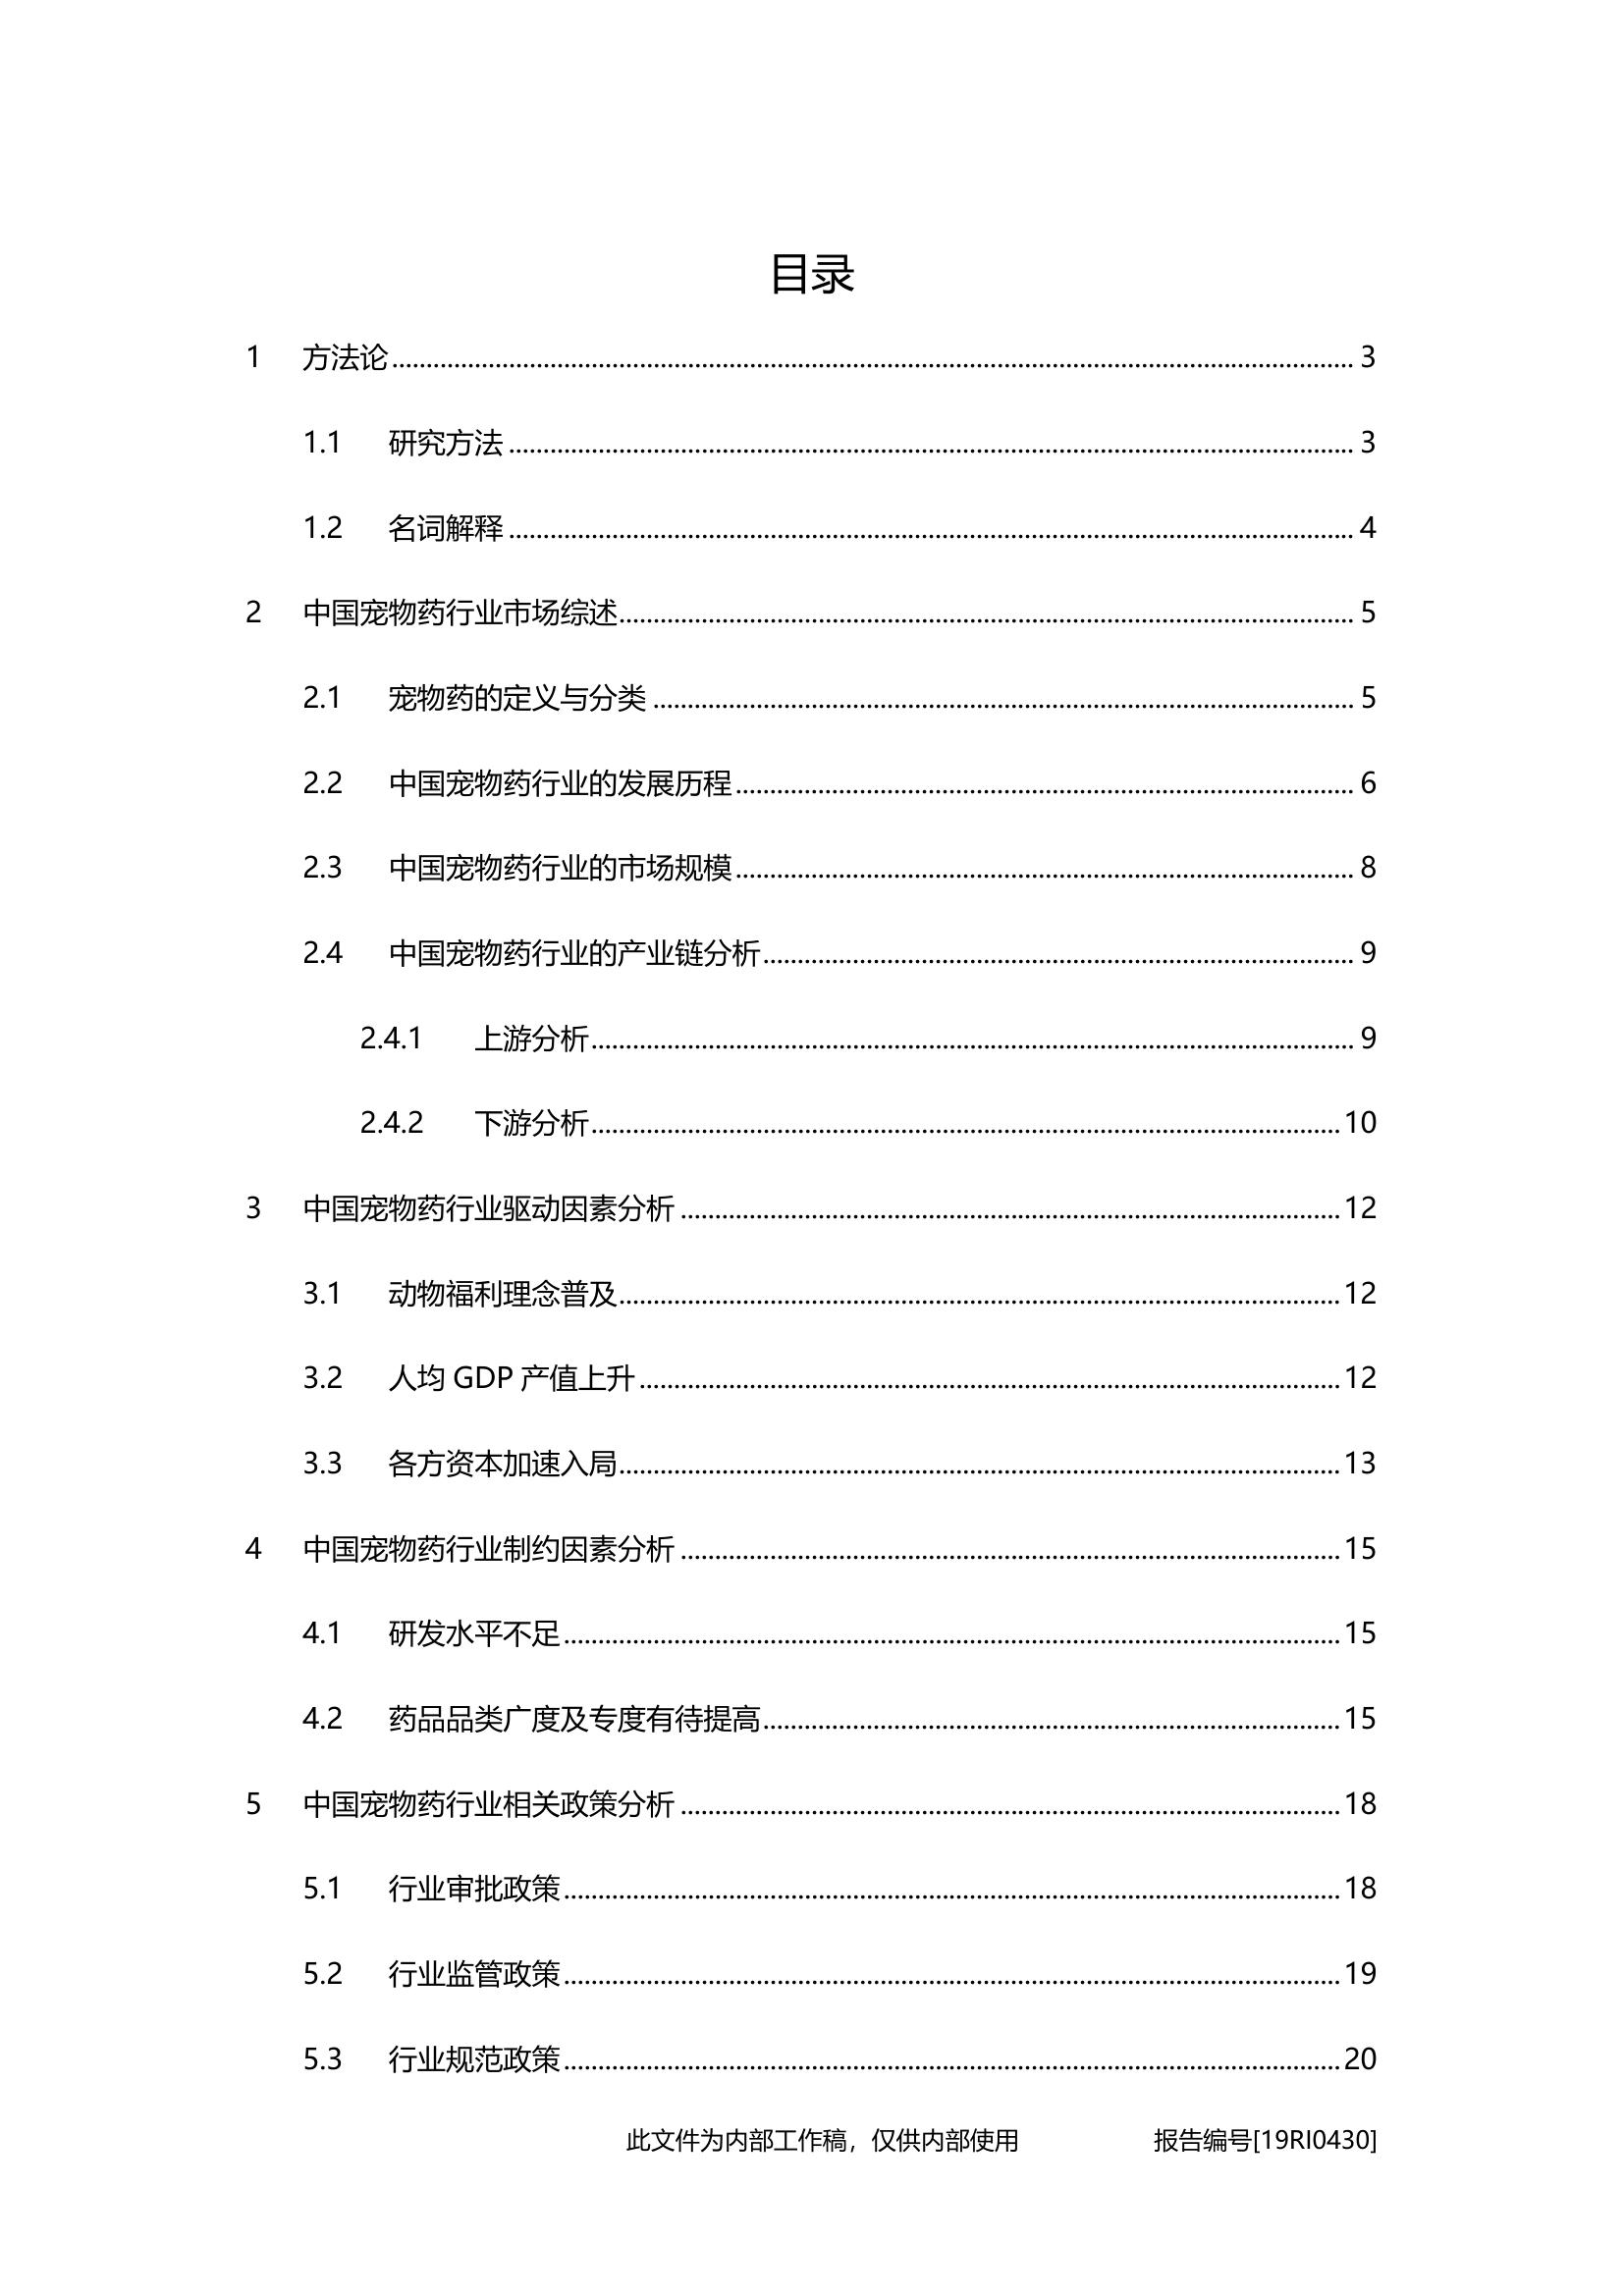 目录
1 方法论 3
1.1 研究方法 3
1.2 名词解释 4
2 中国宠物药行业市场综述 5
2.1 宠物药的定义与分类 5
2.2 中国宠物药行业的发展历程 6
2.3 中国宠物药行业的市场规模 8
2.4 中国宠物药行业的产业链分析 9
2.4.1 上游分析 9
2.4.2 下游分析 10
3 中国宠物药行业驱动因素分析 12
3.1 动物福利理念普及 12
3.2 人均 GDP 产值上升 12
3.3 各方资本加速入局 13
4 中国宠物药行业制约因素分析 15
4.1 研发水平不足 15
4.2 药品品类广度及专度有待提高 15
5 中国宠物药行业相关政策分析 18
5.1 行业审批政策 18
5.2 行业监管政策 19
5.3 行业规范政策 20
此文件为内部工作稿，仅供内部使用 报告编号[19RI0430]